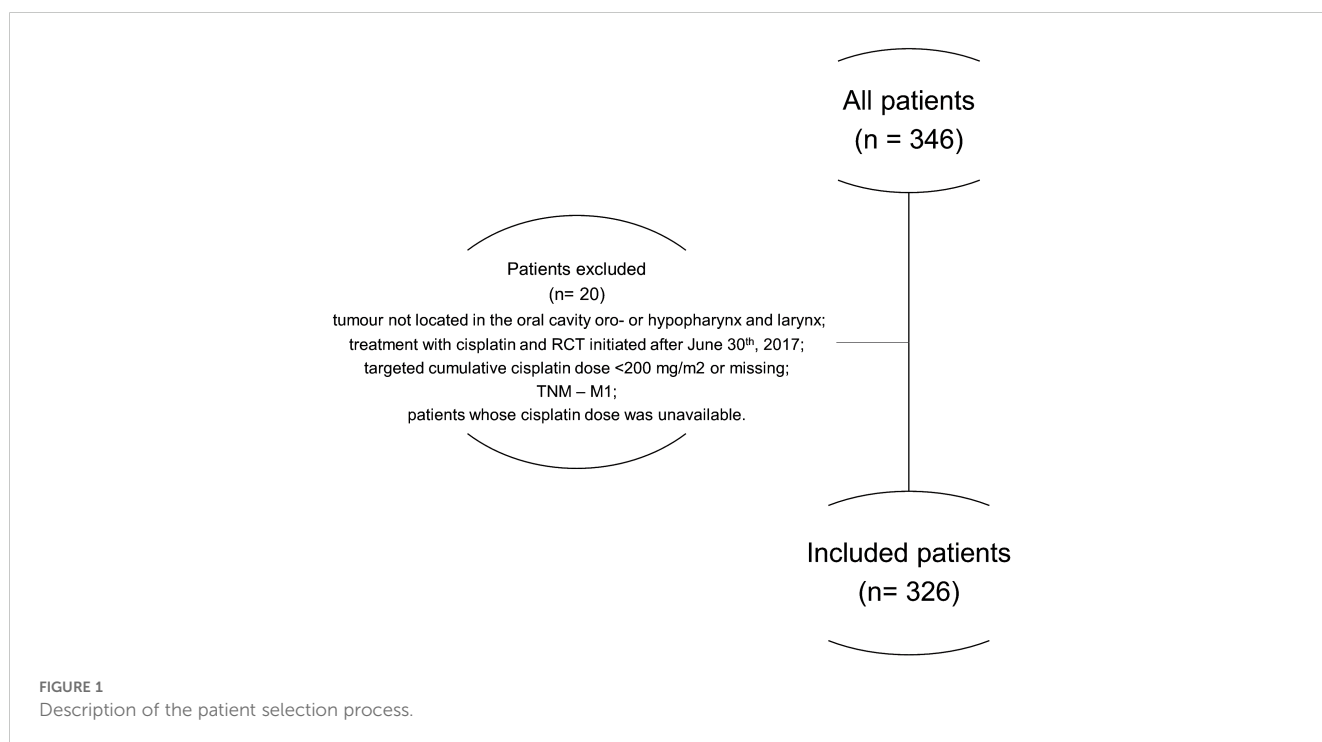 All patients
(n = 346)
Patients excluded
(n= 20)
tumour not located in the oral cavity oro- or hypopharynx and larynx;
treatment with cisplatin and RCT initiated after June 30th, 2017;
targeted cumulative cisplatin dose <200 mg/m2 or missing;
TNM – M1;
patients whose cisplatin dose was unavailable.
Included patients
(n= 326)
FIGURE 1
Description of the patient selection process.